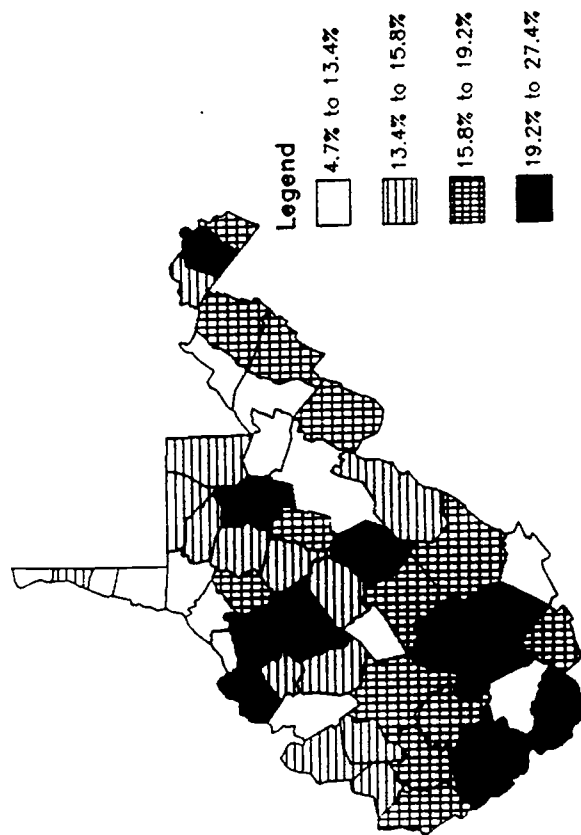 Legend
4.7% to 13.4%
13.4% to 15.8%
15.8% to 19.2%
19.2% to 27.4%